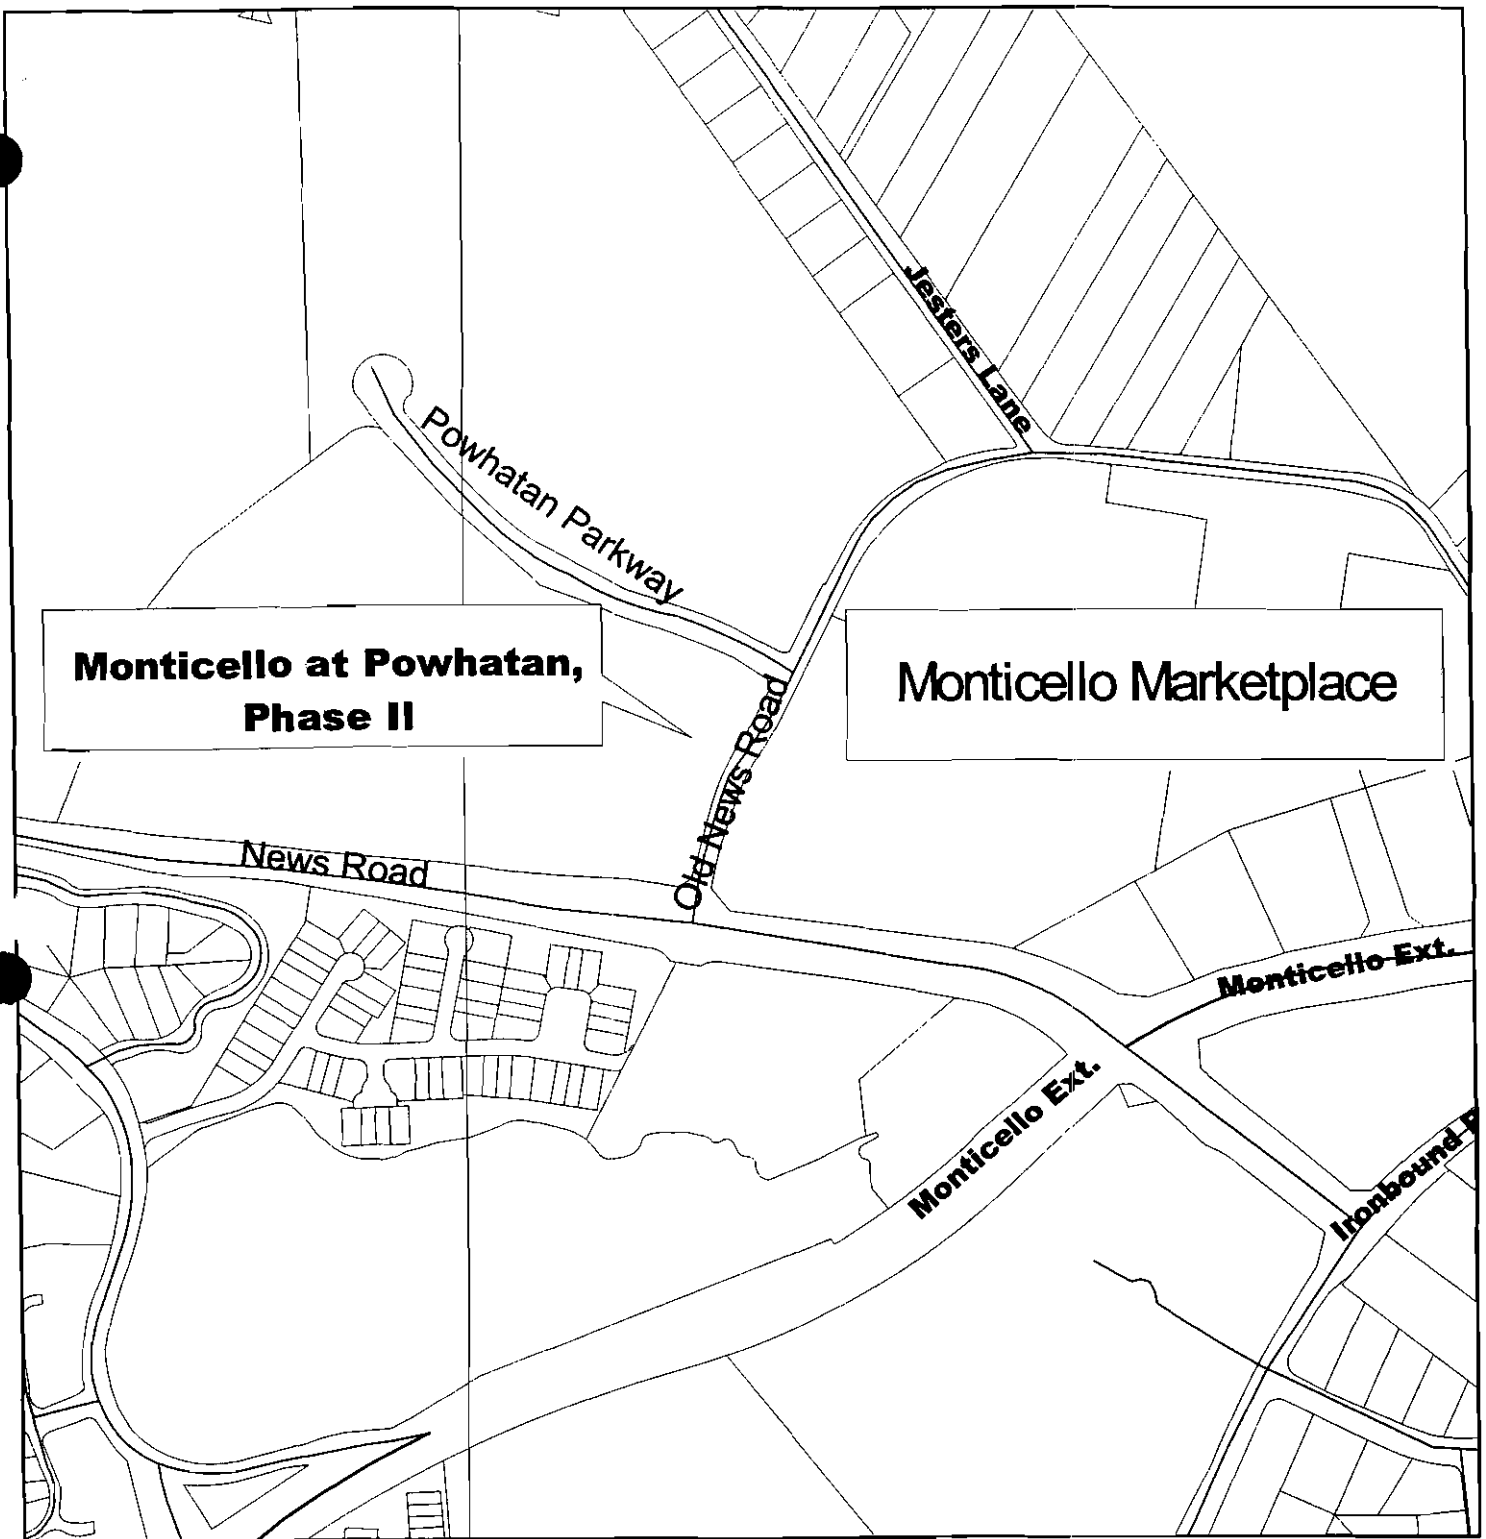 Jesters Lane
Powhatan Parkway
Monticello at Powhatan,
Phase II
Monticello Marketplace
Old News Road
News Road
Monticello Ext.
Monticello Ext.
Ironbound